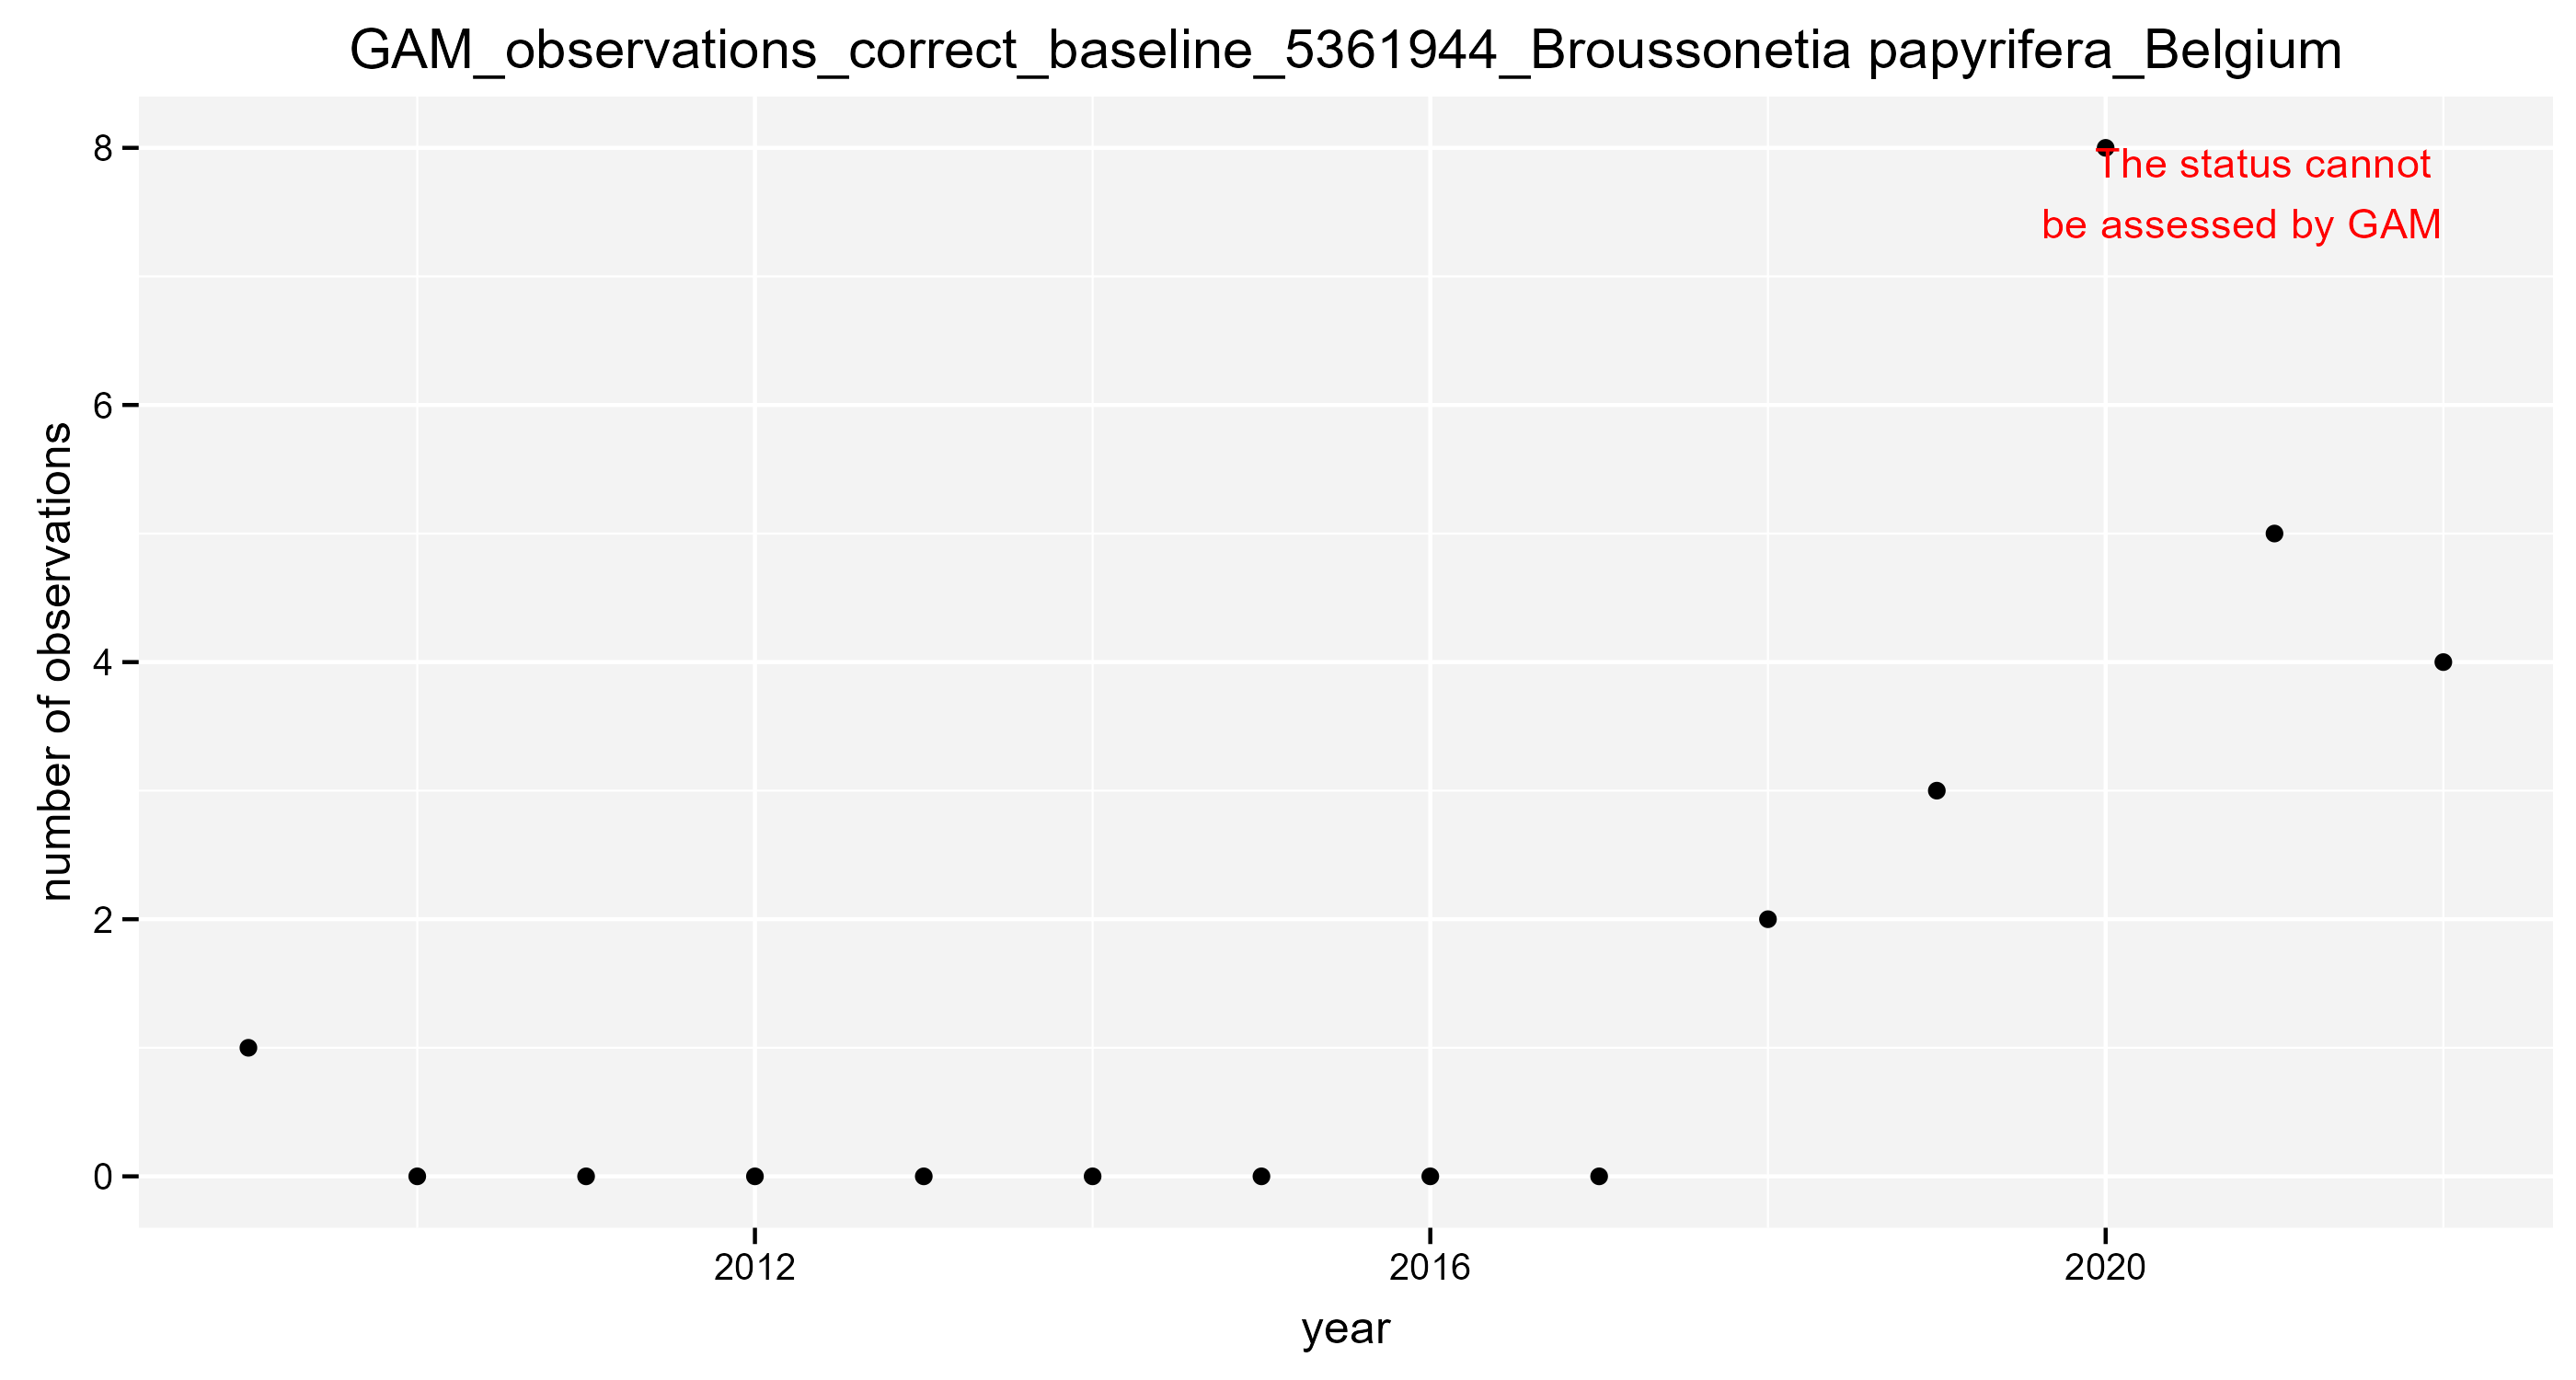 GAM_observations_correct_baseline_5361944_Broussonetia papyrifera_Belgium
8
The status cannot
be assessed by GAM
6
number of observations
4
2
0
2012
2016
2020
year